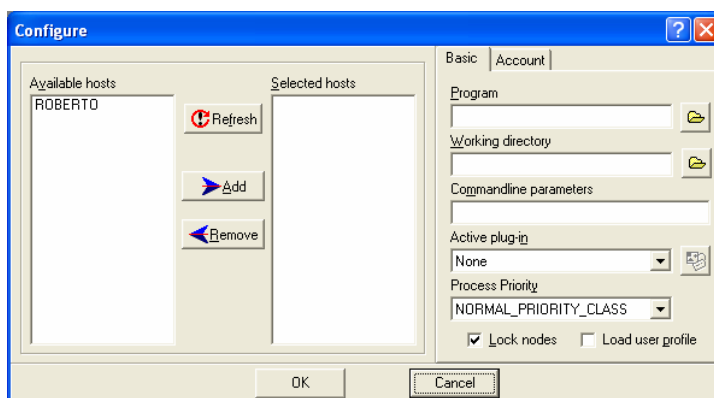 Configure
Available hosts
ROBERTO
Refresh
Add
Remove
Selected hosts
Basic
Account
Program
Working directory
Commandline parameters
Active plug-in
None
Process Priority
NORMAL_PRIORITY_CLASS
Lock nodes
Load user profile
OK
Cancel